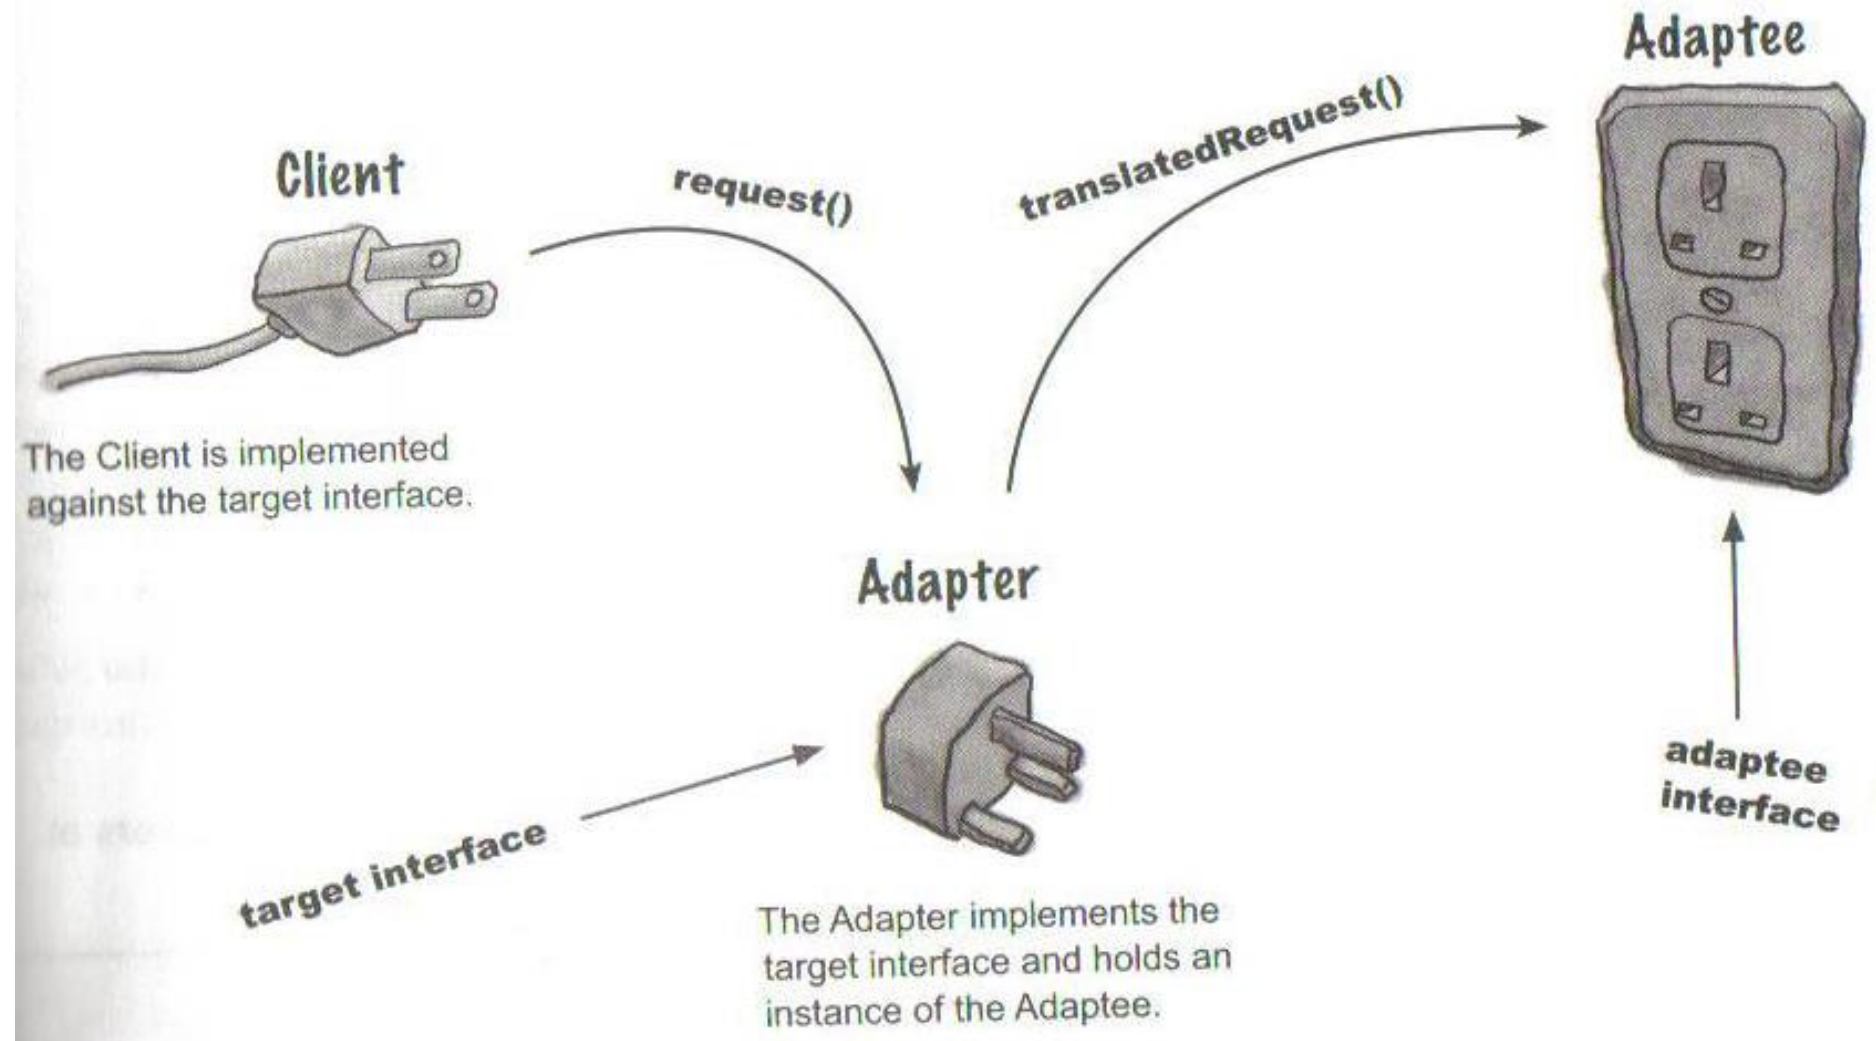 Adaptee
Client
request()
translatedRequest()
The Client is implemented
against the target interface.
Adapter
adaptee
interface
target interface
The Adapter implements the
target interface and holds an
instance of the Adaptee.